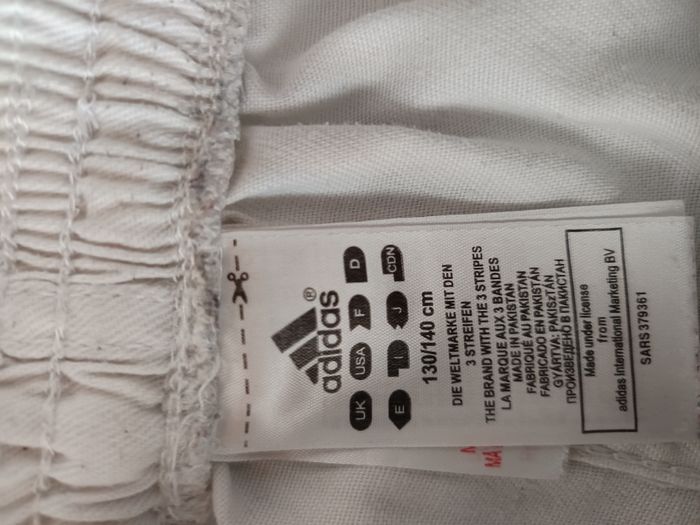 adidas®
UK USA F D
E I J CDN
130/140 cm
DIE WELTMARKE MIT DEN
3 STREIFEN
THE BRAND WITH THE 3 STRIPES
LA MARQUE AUX 3 BANDES
MADE IN PAKISTAN
FABRIQUÉ AU PAKISTAN
FABRICADO EN PAKISTÁN
GYÁRTVA: PAKISZTÁN
ПРОИЗВЕДЕНО В ПАКИСТАН
Made under license
from
adidas International Marketing BV
SARS 379361